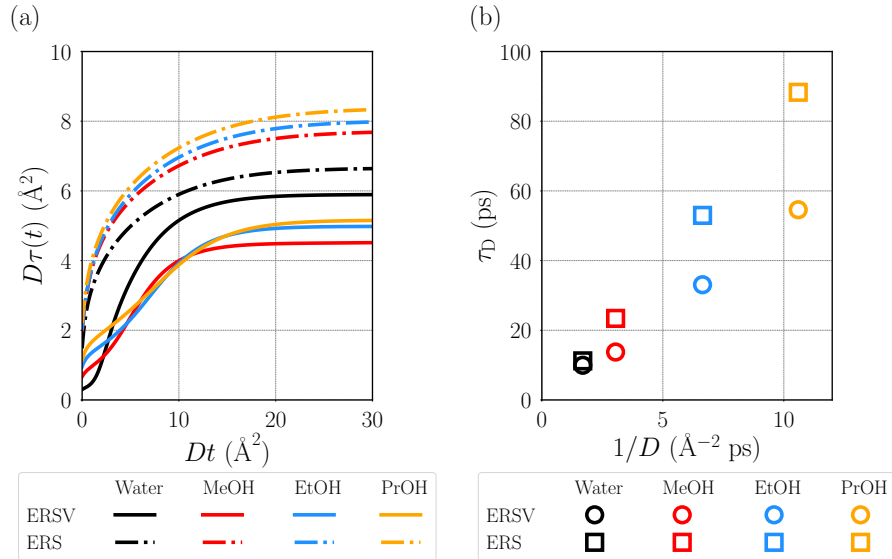 (a)
10
8
6
4
2
0
Dτ(t) (Å²)
0 10 20 30
Dt (Å²)
Water MeOH EtOH PrOH
ERSV
ERS
(b)
100
80
60
40
20
0
τ_D (ps)
0 5 10
1/D (Å⁻² ps)
Water MeOH EtOH PrOH
ERSV
ERS